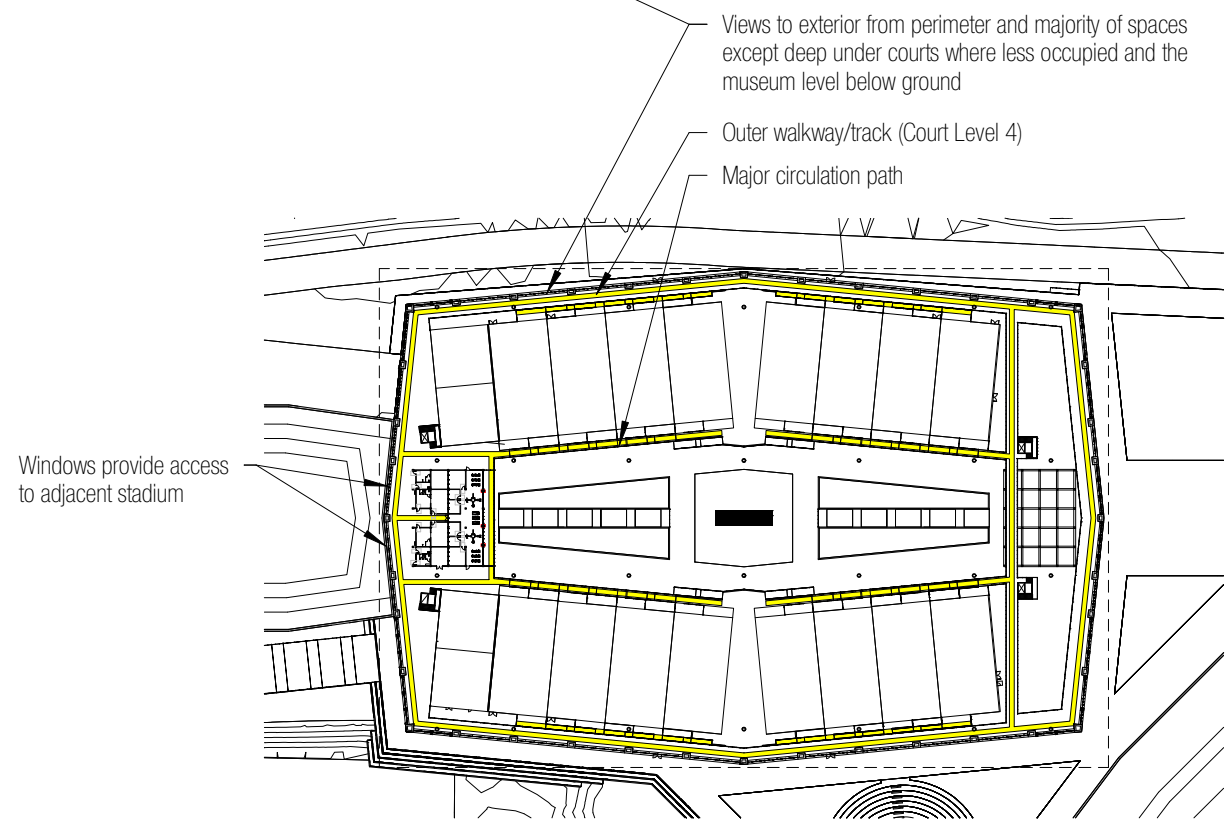 Views to exterior from perimeter and majority of spaces
except deep under courts where less occupied and the
museum level below ground
Outer walkway/track (Court Level 4)
Major circulation path
Windows provide access
to adjacent stadium